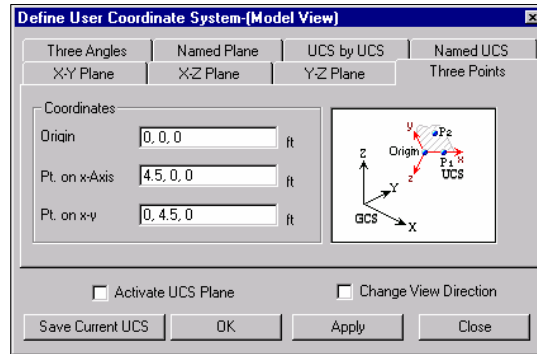 Define User Coordinate System-(Model View)
Three Angles Named Plane UCS by UCS Named UCS
X-Y Plane X-Z Plane Y-Z Plane Three Points
Coordinates
Origin 0, 0, 0 ft
Pt. on x-Axis 4.5, 0, 0 ft
Pt. on x-y 0, 4.5, 0 ft
y P2
Z Origin x
P1
z UCS
Y
GCS X
Activate UCS Plane Change View Direction
Save Current UCS OK Apply Close